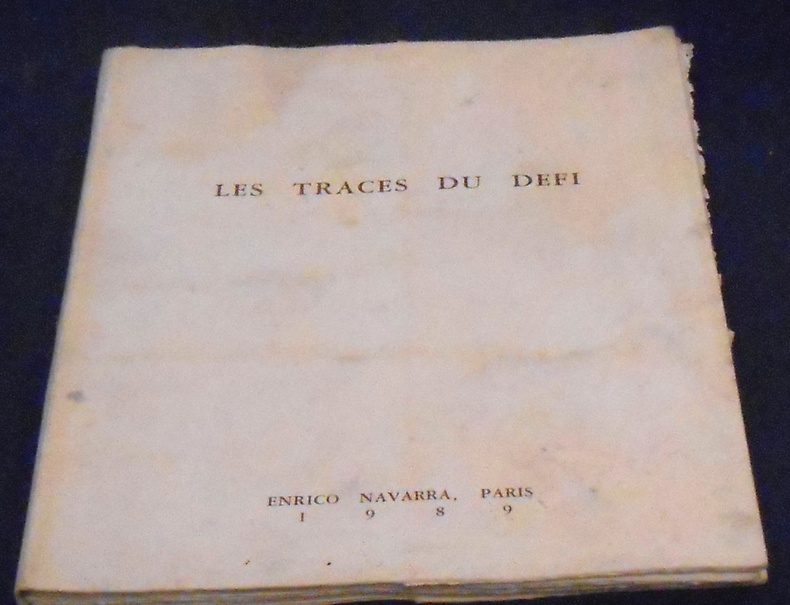 LES TRACES DU DEFI
ENRICO NAVARRA, PARIS
1 9 8 9